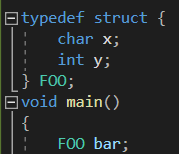 typedef struct {
    char x;
    int y;
} FOO;
void main()
{
    FOO bar;